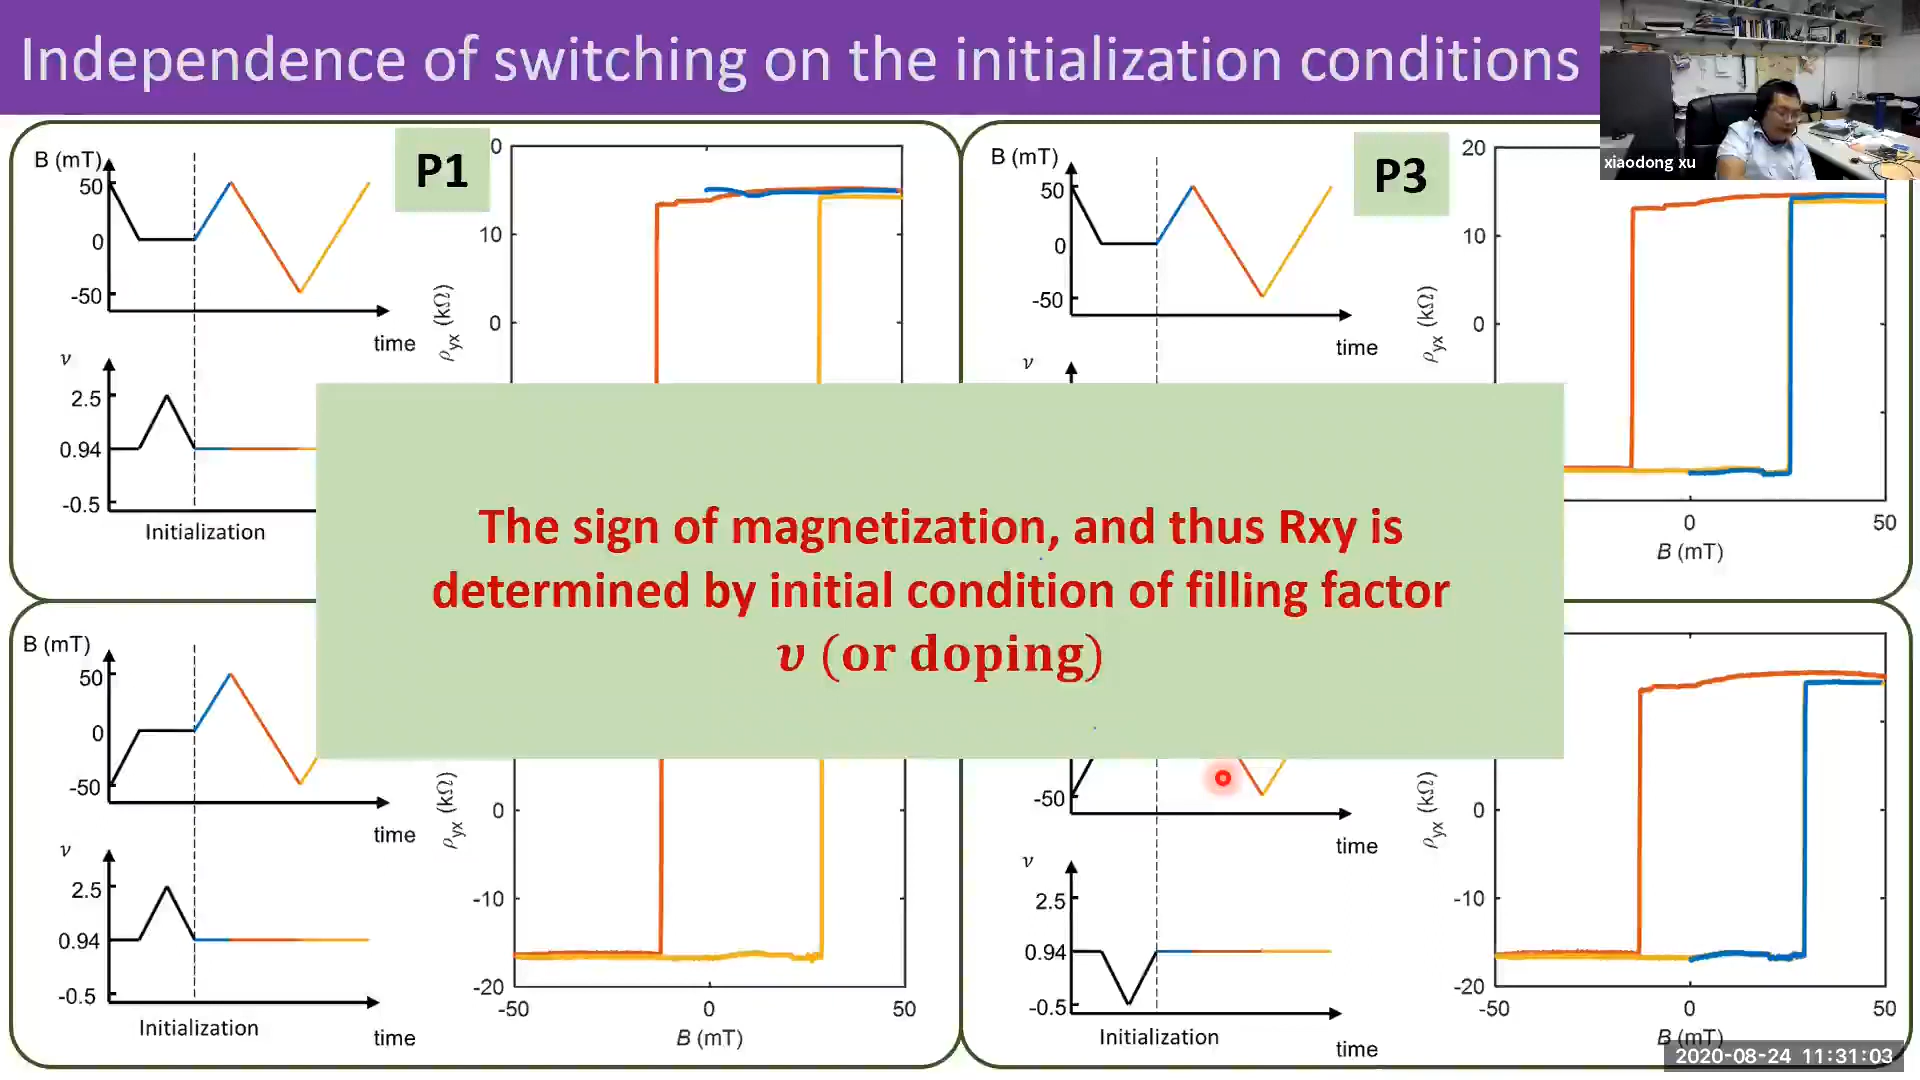 Independence of switching on the initialization conditions
xiaodong xu
B (mT)
50
0
-50
time
ν
2.5
0.94
-0.5
Initialization
P1
0
10
0
ρyx (kΩ)
B (mT)
50
0
-50
time
ν
P3
20
10
0
ρyx (kΩ)
0
50
B (mT)
The sign of magnetization, and thus Rxy is
determined by initial condition of filling factor
υ (or doping)
B (mT)
50
0
-50
time
ν
2.5
0.94
-0.5
Initialization
time
ρyx (kΩ)
0
-10
-20
-50
0
50
B (mT)
-50
time
ν
2.5
0.94
-0.5
Initialization
time
ρyx (kΩ)
0
-10
-20
-50
0
50
B (mT)
2020-08-24 11:31:03